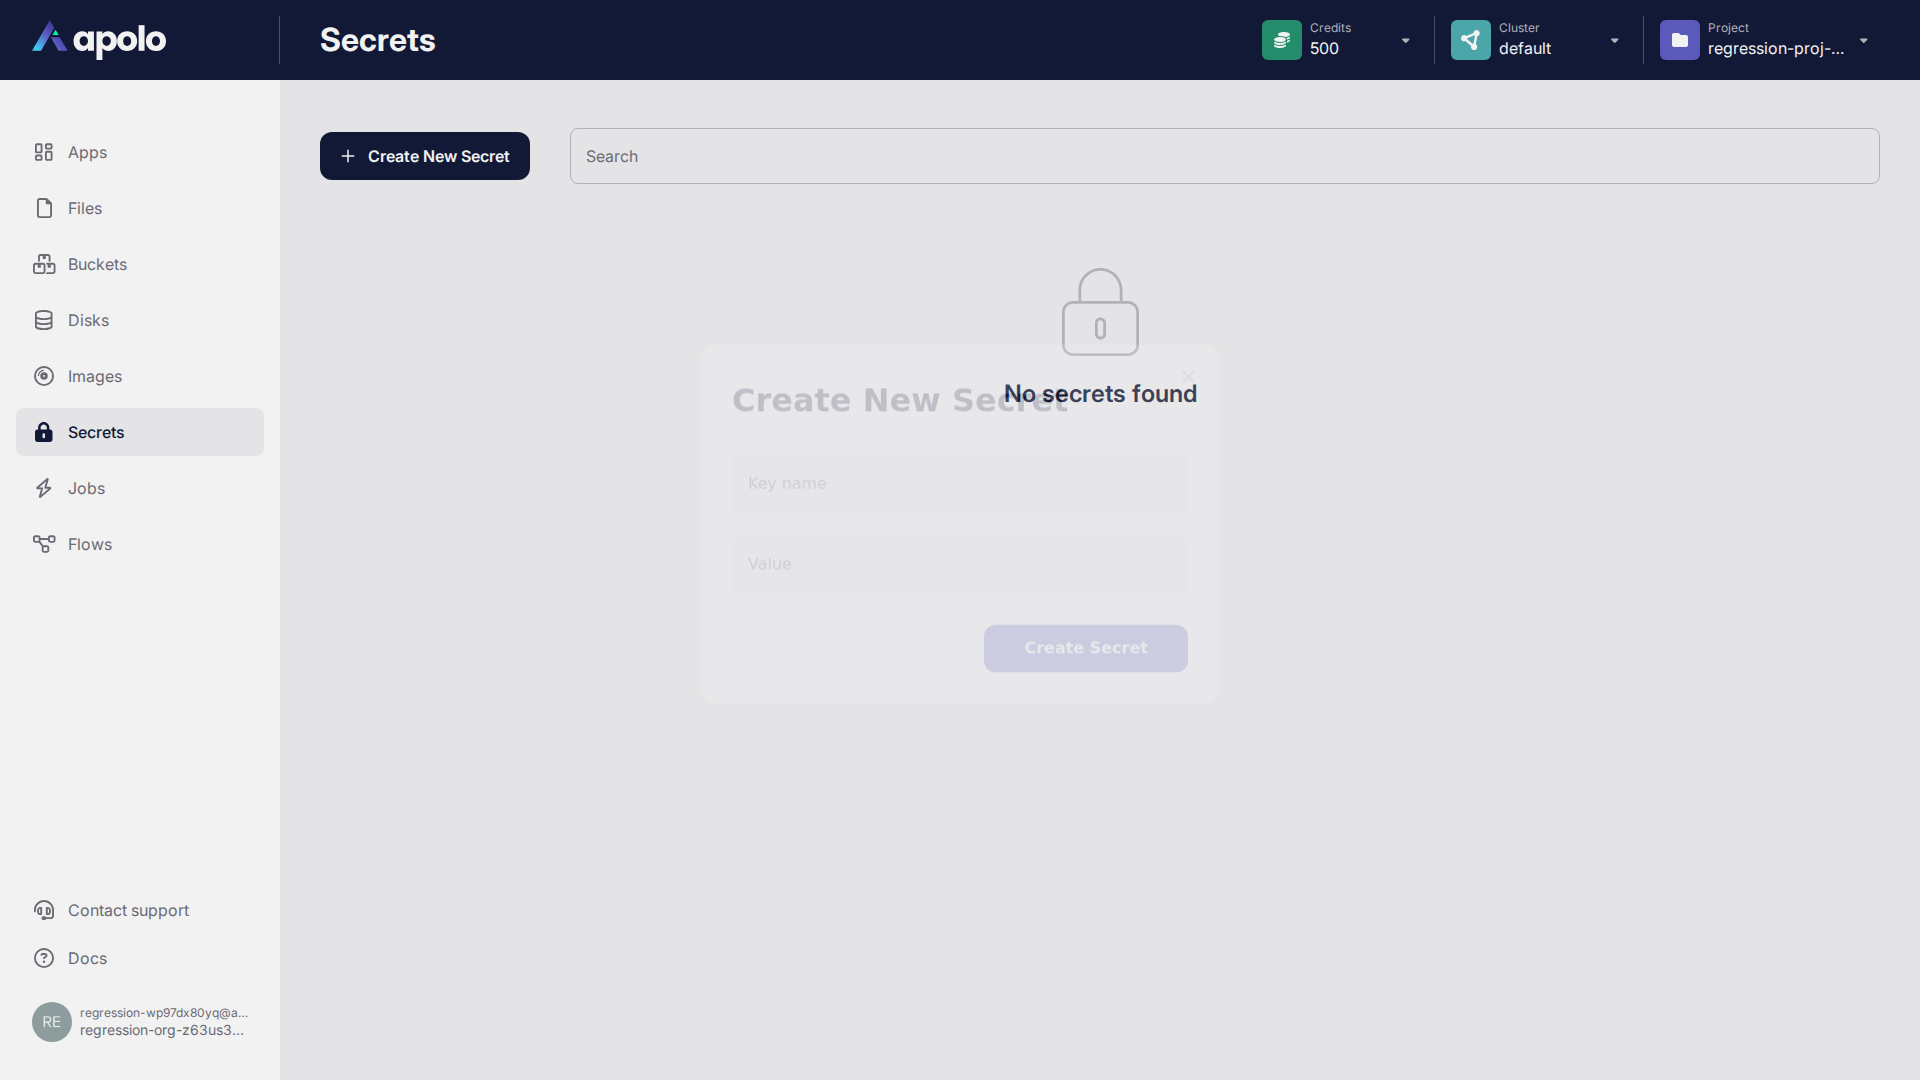 apolo
Secrets
Credits
500
Cluster
default
Project
regression-proj-...
Apps
Files
Buckets
Disks
Images
Secrets
Jobs
Flows
Contact support
Docs
RE
regression-wp97dx80yq@a...
regression-org-z63us3...
Create New Secret
Search
No secrets found
Create New Secret
Key name
Value
Create Secret